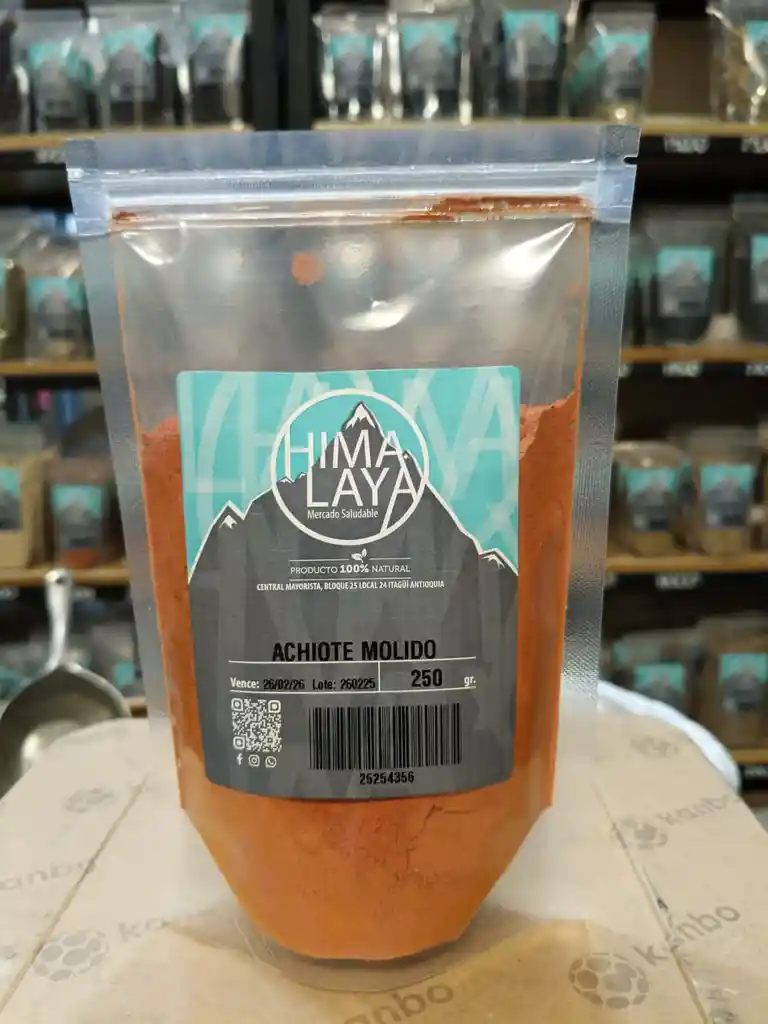 HIMA
LAYA
Mercado Saludable
PRODUCTO 100% NATURAL
CENTRAL MAYORISTA, BLOQUE 25 LOCAL 24 ITAGÜÍ ANTIOQUIA
ACHIOTE MOLIDO
Vence: 26/02/26 Lote: 260225 250 gr.
25254356
kanbo
kanbo
kanbo
kanbo